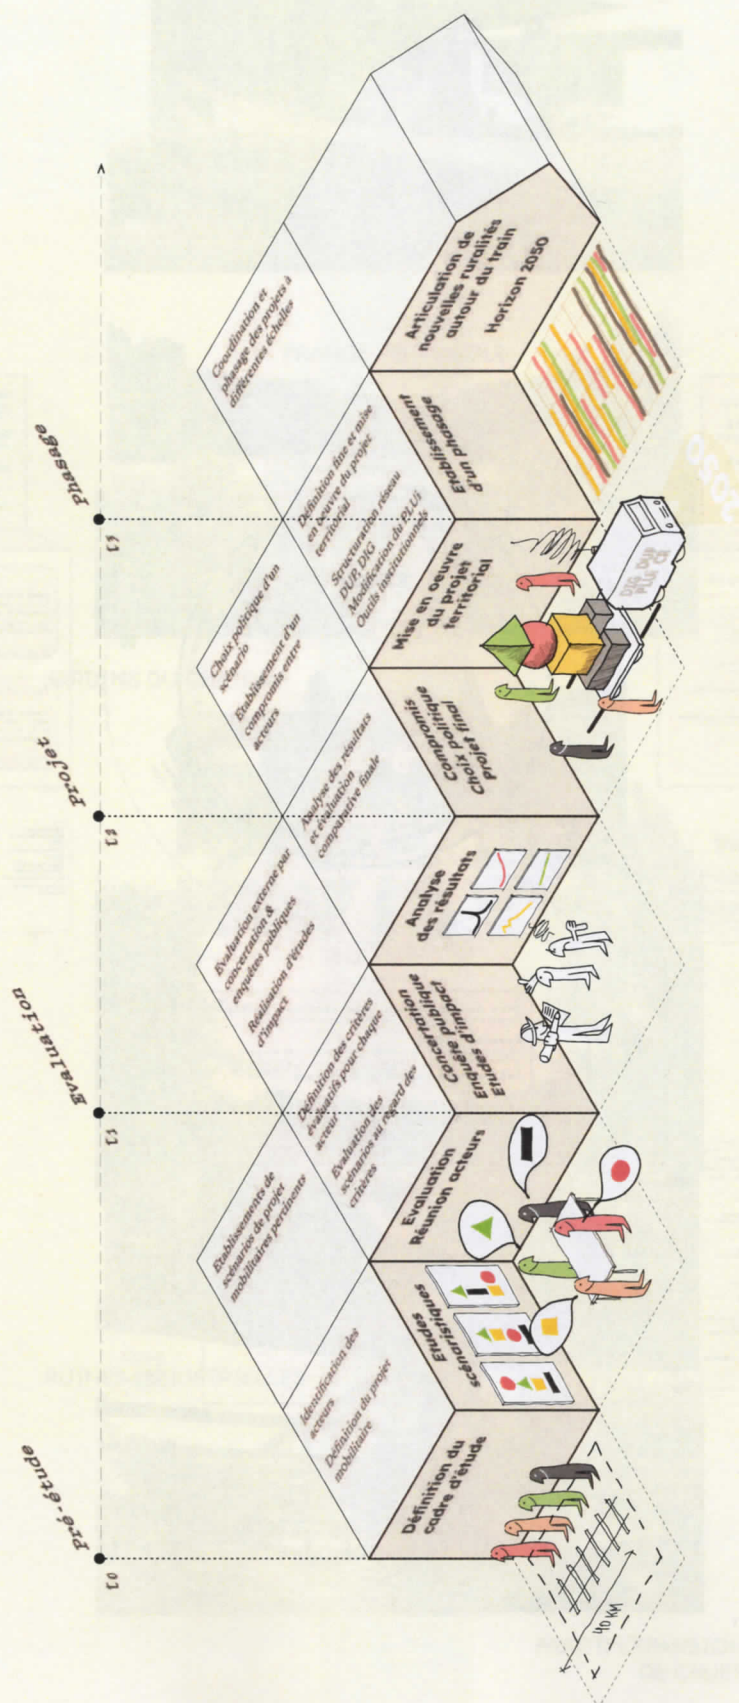 Pré-étude
Evaluation
Projet
Phasage
t0
t1
t2
t3
Identification des
acteurs
Définition du projet
mobilitaire
Etablissements de
scénarios de projet
mobilitaires pertinents
Définition des critères
évaluatifs pour chaque
acteur
Evaluation des
scénarios au regard des
critères
Evaluation externe par
concertation &
enquêtes publiques
Réalisation d'études
d'impact
Analyse des résultats
et évaluation
comparative finale
Choix politique d'un
scénario
Etablissement d'un
compromis entre
acteurs
Définition fine et mise
en oeuvre du projet
territorial
Structuration réseau
DUP, DIG
Modification du PLUi
Outils institutionnels
Coordination et
phasage des projets à
différentes échelles
Définition du
cadre d'étude
Etudes
scénaristiques
Evaluation
Réunion acteurs
Concertation
Enquête publique
Etudes d'impact
Analyse
des résultats
Compromis
Choix politique
Projet final
Mise en oeuvre
du projet
territorial
Etablissement
d'un phasage
Articulation de
nouvelles ruralités
autour du train
Horizon 2050
40 KM
DIG DUP
PLUi CE